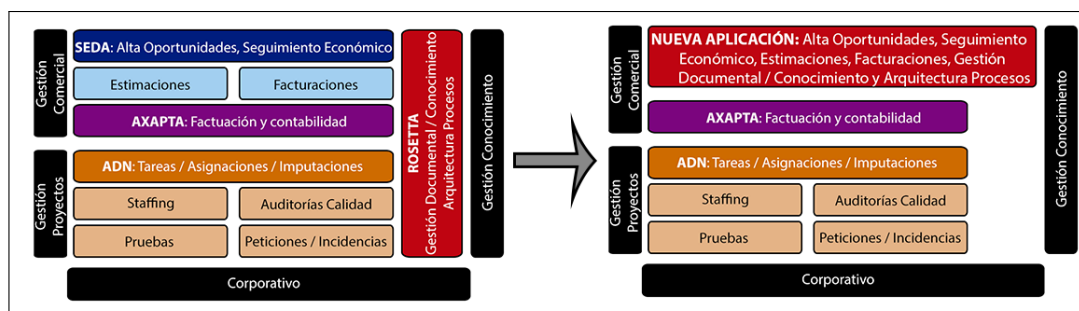 Gestión
Comercial
SEDA: Alta Oportunidades, Seguimiento Económico
Estimaciones
Facturaciones
AXAPTA: Factuación y contabilidad
Gestión
Proyectos
ADN: Tareas / Asignaciones / Imputaciones
Staffing
Auditorías Calidad
Pruebas
Peticiones / Incidencias
ROSETTA
Gestión Documental / Conocimiento
Arquitectura Procesos
Gestión Conocimiento
Corporativo
Gestión
Comercial
NUEVA APLICACIÓN: Alta Oportunidades, Seguimiento
Económico, Estimaciones, Facturaciones, Gestión
Documental / Conocimiento y Arquitectura Procesos
AXAPTA: Factuación y contabilidad
Gestión
Proyectos
ADN: Tareas / Asignaciones / Imputaciones
Staffing
Auditorías Calidad
Pruebas
Peticiones / Incidencias
Gestión Conocimiento
Corporativo